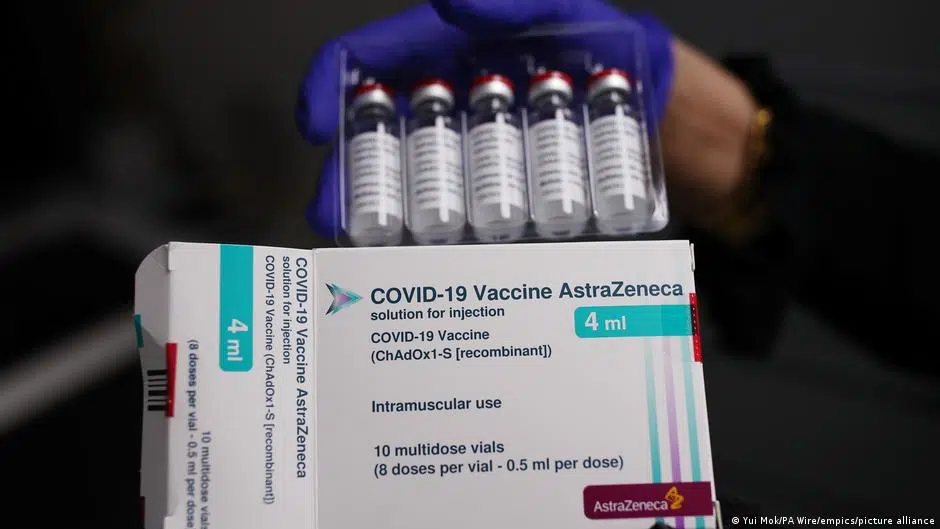 COVID-19 Vaccine AstraZeneca
solution for injection
4 ml
COVID-19 Vaccine
(ChAdOx1-S [recombinant])
Intramuscular use
10 multidose vials
(8 doses per vial - 0.5 ml per dose)
AstraZeneca
COVID-19 Vaccine AstraZeneca
solution for injection
COVID-19 Vaccine (ChAdOx1-S [recombinant])
4 ml
10 multidose vials
(8 doses per vial - 0.5 ml per dose)
© Yui Mok/PA Wire/empics/picture alliance